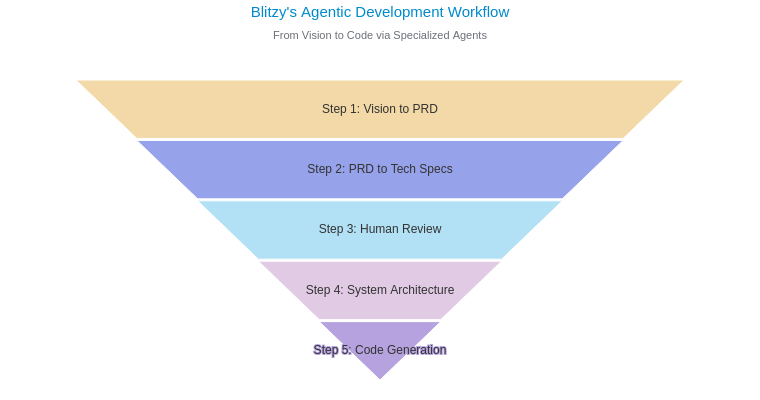 Blitzy's Agentic Development Workflow
From Vision to Code via Specialized Agents
Step 1: Vision to PRD
Step 2: PRD to Tech Specs
Step 3: Human Review
Step 4: System Architecture
Step 5: Code Generation